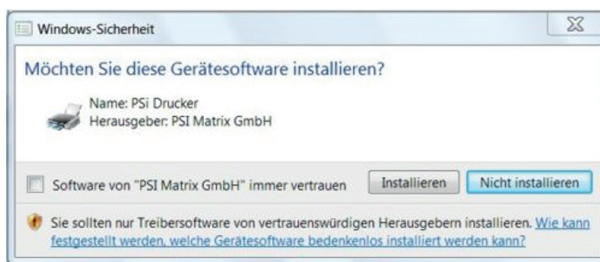 Windows-Sicherheit
Möchten Sie diese Gerätesoftware installieren?
Name: PSi Drucker
Herausgeber: PSI Matrix GmbH
Software von "PSI Matrix GmbH" immer vertrauen
Installieren
Nicht installieren
Sie sollten nur Treibersoftware von vertrauenswürdigen Herausgebern installieren. Wie kann
festgestellt werden, welche Gerätesoftware bedenkenlos installiert werden kann?